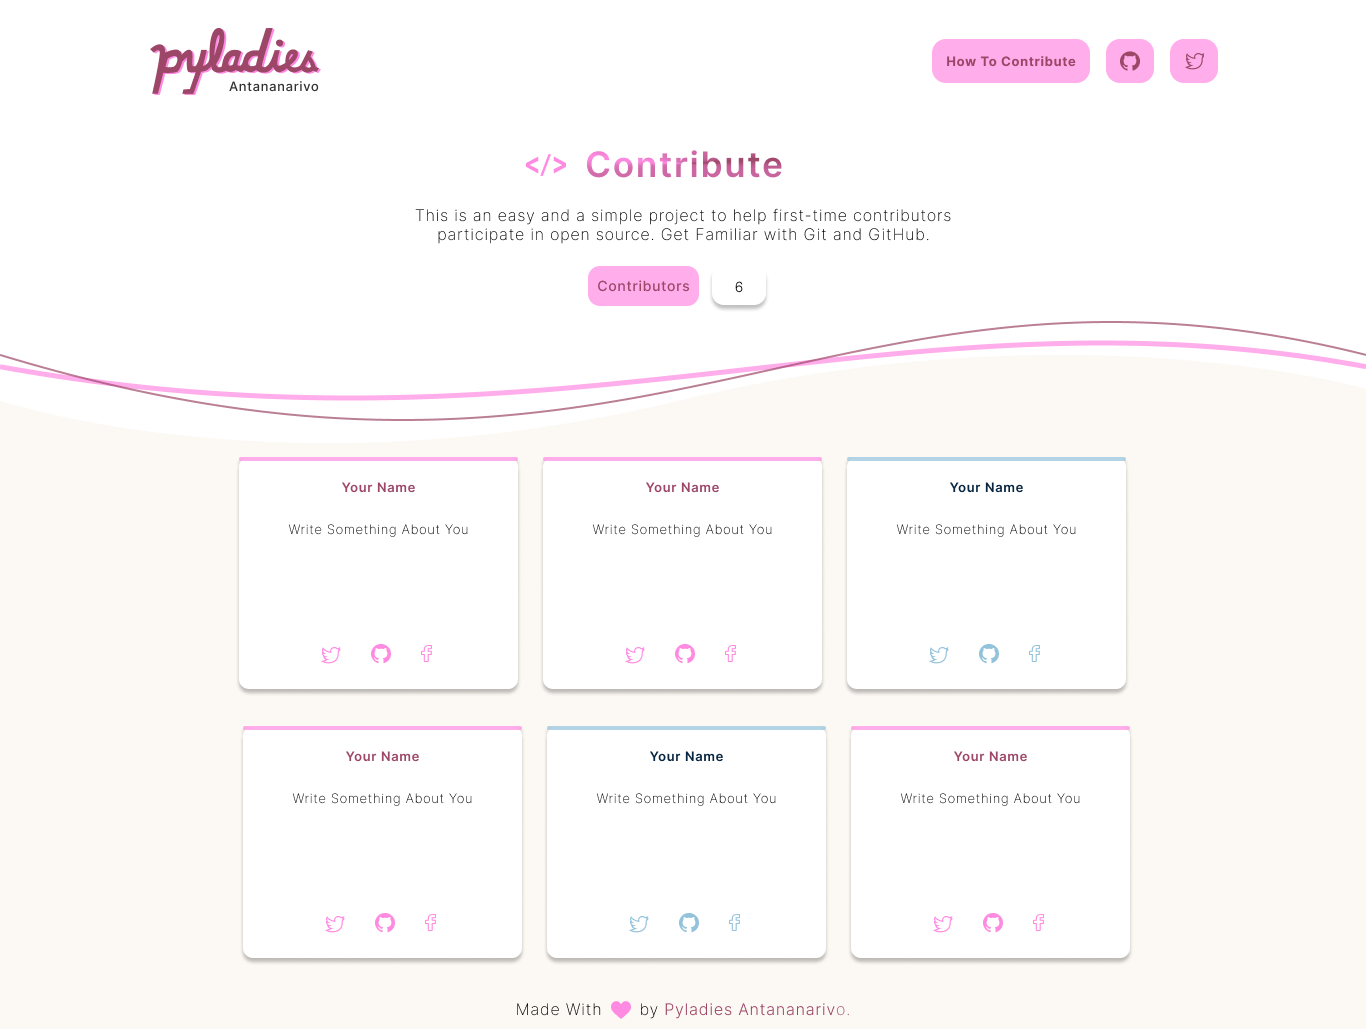 pyladies
Antananarivo
How To Contribute
</> Contribute
This is an easy and a simple project to help first-time contributors
participate in open source. Get Familiar with Git and GitHub.
Contributors 6
Your Name
Write Something About You
Your Name
Write Something About You
Your Name
Write Something About You
Your Name
Write Something About You
Your Name
Write Something About You
Your Name
Write Something About You
Made With by Pyladies Antananarivo.